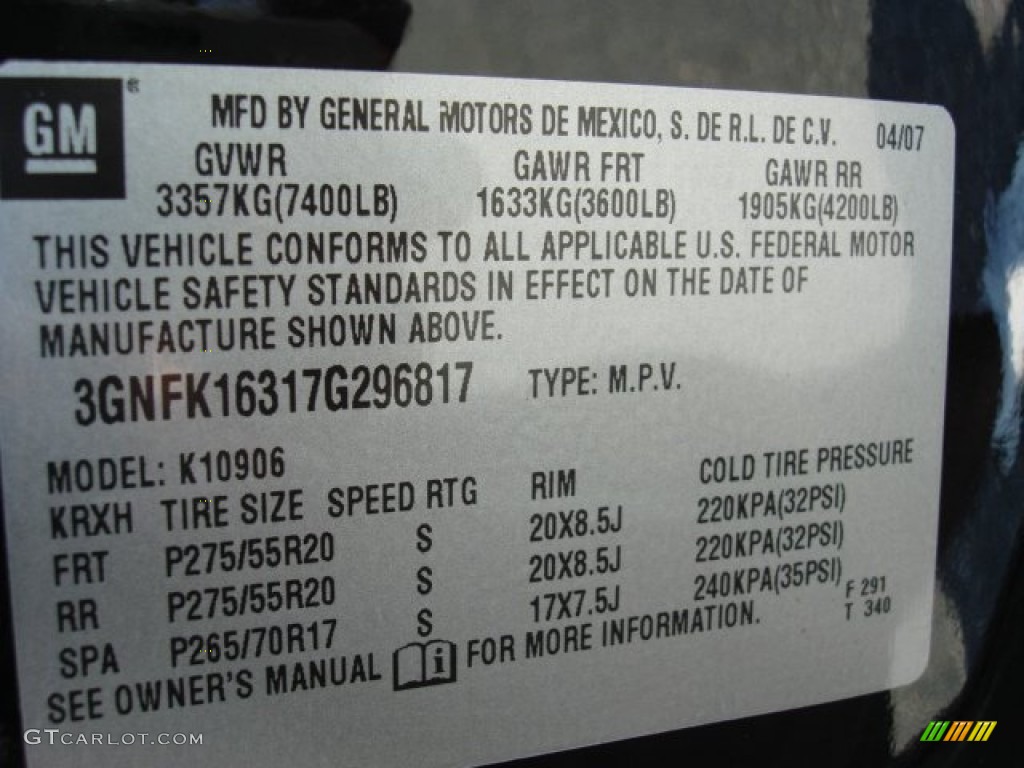 GM®
MFD BY GENERAL MOTORS DE MEXICO, S. DE R.L. DE C.V. 04/07
GVWR GAWR FRT GAWR RR
3357KG(7400LB) 1633KG(3600LB) 1905KG(4200LB)
THIS VEHICLE CONFORMS TO ALL APPLICABLE U.S. FEDERAL MOTOR
VEHICLE SAFETY STANDARDS IN EFFECT ON THE DATE OF
MANUFACTURE SHOWN ABOVE.
3GNFK16317G296817 TYPE: M.P.V.
MODEL: K10906
KRXH TIRE SIZE SPEED RTG RIM COLD TIRE PRESSURE
FRT P275/55R20 S 20X8.5J 220KPA(32PSI)
RR P275/55R20 S 20X8.5J 220KPA(32PSI)
SPA P265/70R17 S 17X7.5J 240KPA(35PSI)
SEE OWNER'S MANUAL i FOR MORE INFORMATION.
F 291
T 340
GTCARLOT.COM